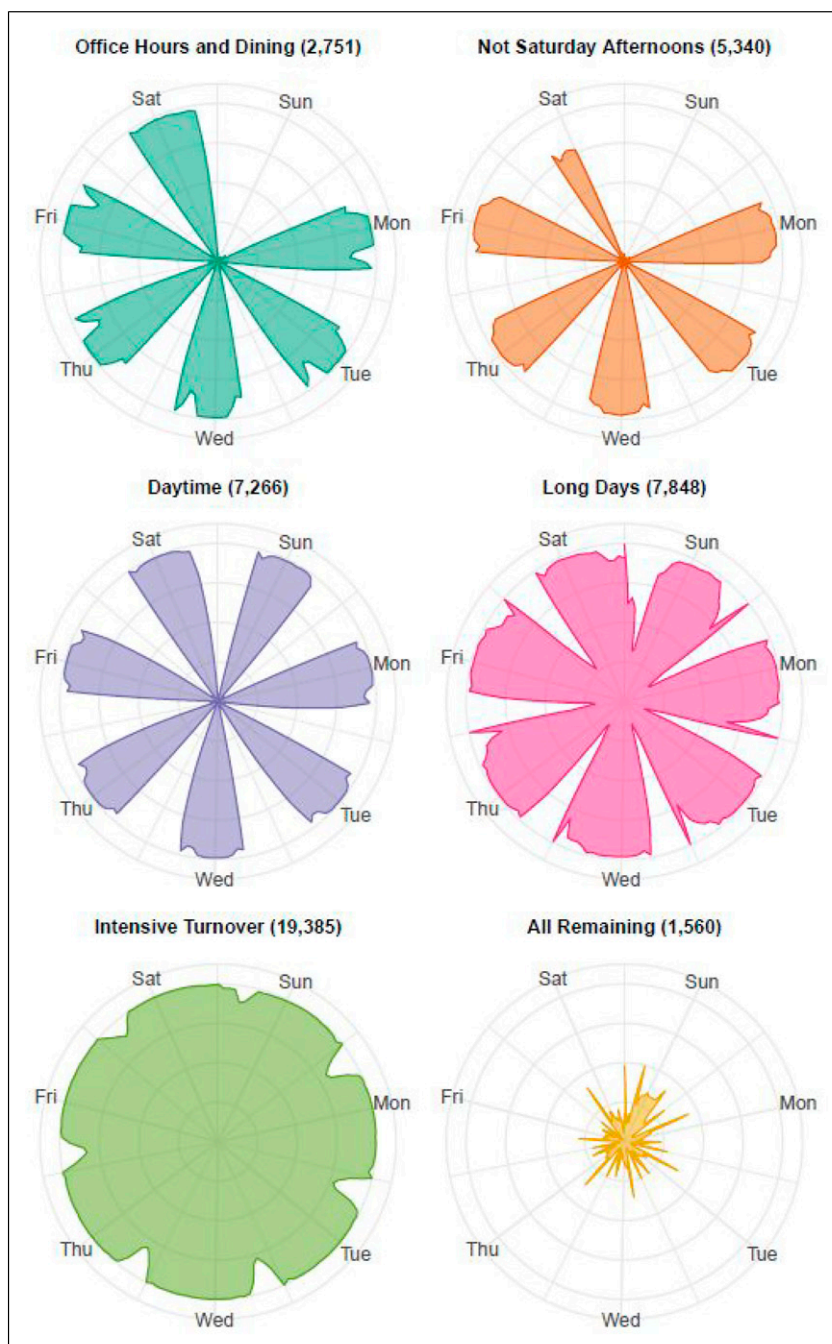 Office Hours and Dining (2,751)
Sat
Sun
Fri
Mon
Thu
Tue
Wed
Not Saturday Afternoons (5,340)
Sat
Sun
Fri
Mon
Thu
Tue
Wed
Daytime (7,266)
Sat
Sun
Fri
Mon
Thu
Tue
Wed
Long Days (7,848)
Sat
Sun
Fri
Mon
Thu
Tue
Wed
Intensive Turnover (19,385)
Sat
Sun
Fri
Mon
Thu
Tue
Wed
All Remaining (1,560)
Sat
Sun
Fri
Mon
Thu
Tue
Wed